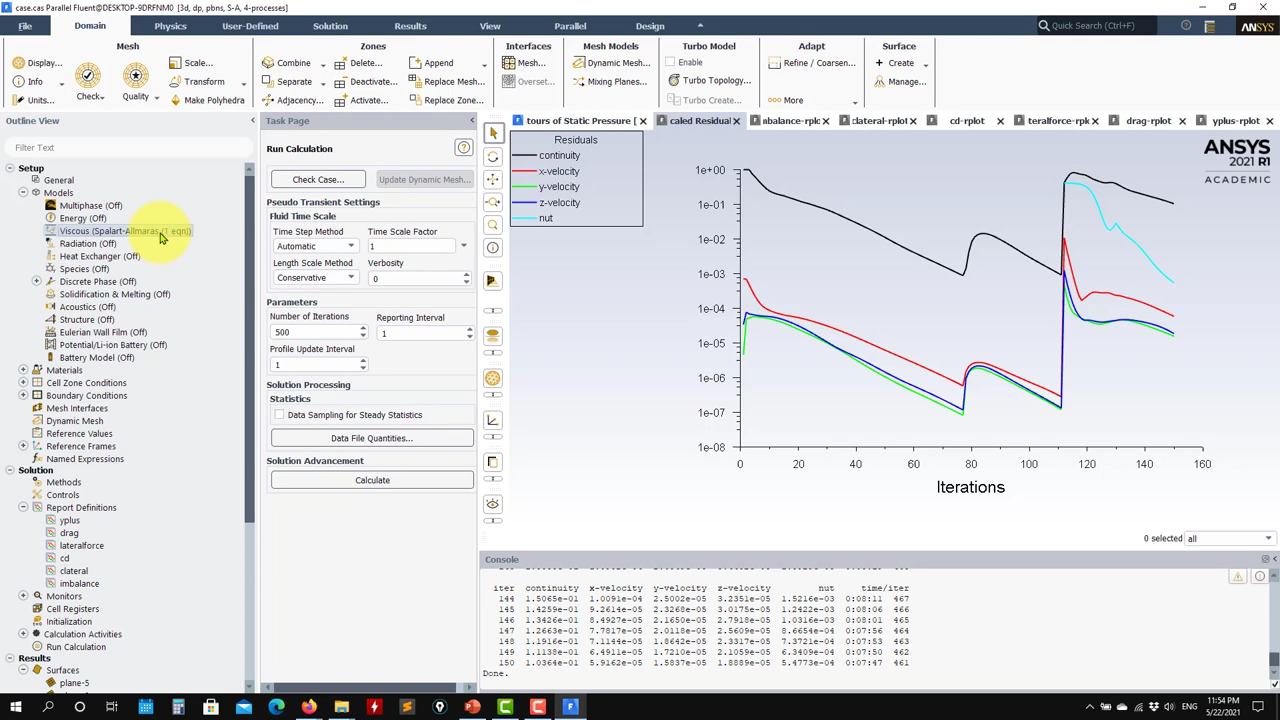 case.cas Parallel Fluent@DESKTOP-9DRFNM0 [3d, dp, pbns, S-A, 4-processes]
File Domain Physics User-Defined Solution Results View Parallel Design Quick Search (Ctrl+F) ANSYS
Mesh Zones Interfaces Mesh Models Turbo Model Adapt Surface
Display... Scale... Combine Delete... Append Mesh... Dynamic Mesh... Enable Refine / Coarsen... Create
Info Transform Separate Deactivate... Replace Mesh... Overset... Mixing Planes... Turbo Topology... Manage...
Units... Check Quality Make Polyhedra Adjacency... Activate... Replace Zone... Turbo Create... More
Outline View
Filter Text
Setup
General
Models
Multiphase (Off)
Energy (Off)
Viscous (Spalart-Allmaras (1 eqn))
Radiation (Off)
Heat Exchanger (Off)
Species (Off)
Discrete Phase (Off)
Solidification & Melting (Off)
Acoustics (Off)
Structure (Off)
Eulerian Wall Film (Off)
Potential/Li-ion Battery (Off)
Battery Model (Off)
Materials
Cell Zone Conditions
Boundary Conditions
Mesh Interfaces
Dynamic Mesh
Reference Values
Reference Frames
Named Expressions
Solution
Methods
Controls
Report Definitions
yplus
drag
lateralforce
cd
clateral
imbalance
Monitors
Cell Registers
Initialization
Calculation Activities
Run Calculation
Results
Surfaces
plane-5
Task Page
Run Calculation
Check Case... Update Dynamic Mesh...
Pseudo Transient Settings
Fluid Time Scale
Time Step Method Time Scale Factor
Automatic 1
Length Scale Method Verbosity
Conservative 0
Parameters
Number of Iterations Reporting Interval
500 1
Profile Update Interval
1
Solution Processing
Statistics
Data Sampling for Steady Statistics
Data File Quantities...
Solution Advancement
Calculate
tours of Static Pressure [ caled Residual nbalance-rplc clateral-rplot cd-rplot teralforce-rpk drag-rplot yplus-rplot
Residuals
continuity
x-velocity
y-velocity
z-velocity
nut
ANSYS
2021 R1
ACADEMIC
1e+00
1e-01
1e-02
1e-03
1e-04
1e-05
1e-06
1e-07
1e-08
0 20 40 60 80 100 120 140 160
Iterations
0 selected all
Console
iter continuity x-velocity y-velocity z-velocity nut time/iter
144 1.5065e-01 1.0091e-04 2.5002e-05 3.2351e-05 1.5216e-03 0:08:11 467
145 1.4259e-01 9.2614e-05 2.3268e-05 3.0175e-05 1.2422e-03 0:08:06 466
146 1.3426e-01 8.4927e-05 2.1650e-05 2.7918e-05 1.0316e-03 0:08:01 465
147 1.2663e-01 7.7817e-05 2.0118e-05 2.5609e-05 8.6654e-04 0:07:56 464
148 1.1916e-01 7.1144e-05 1.8642e-05 2.3317e-05 7.3721e-04 0:07:53 463
149 1.1138e-01 6.4911e-05 1.7210e-05 2.1059e-05 6.3409e-04 0:07:50 462
150 1.0364e-01 5.9162e-05 1.5837e-05 1.8889e-05 5.4773e-04 0:07:47 461
Done.
ENG 11:54 PM
5/22/2021